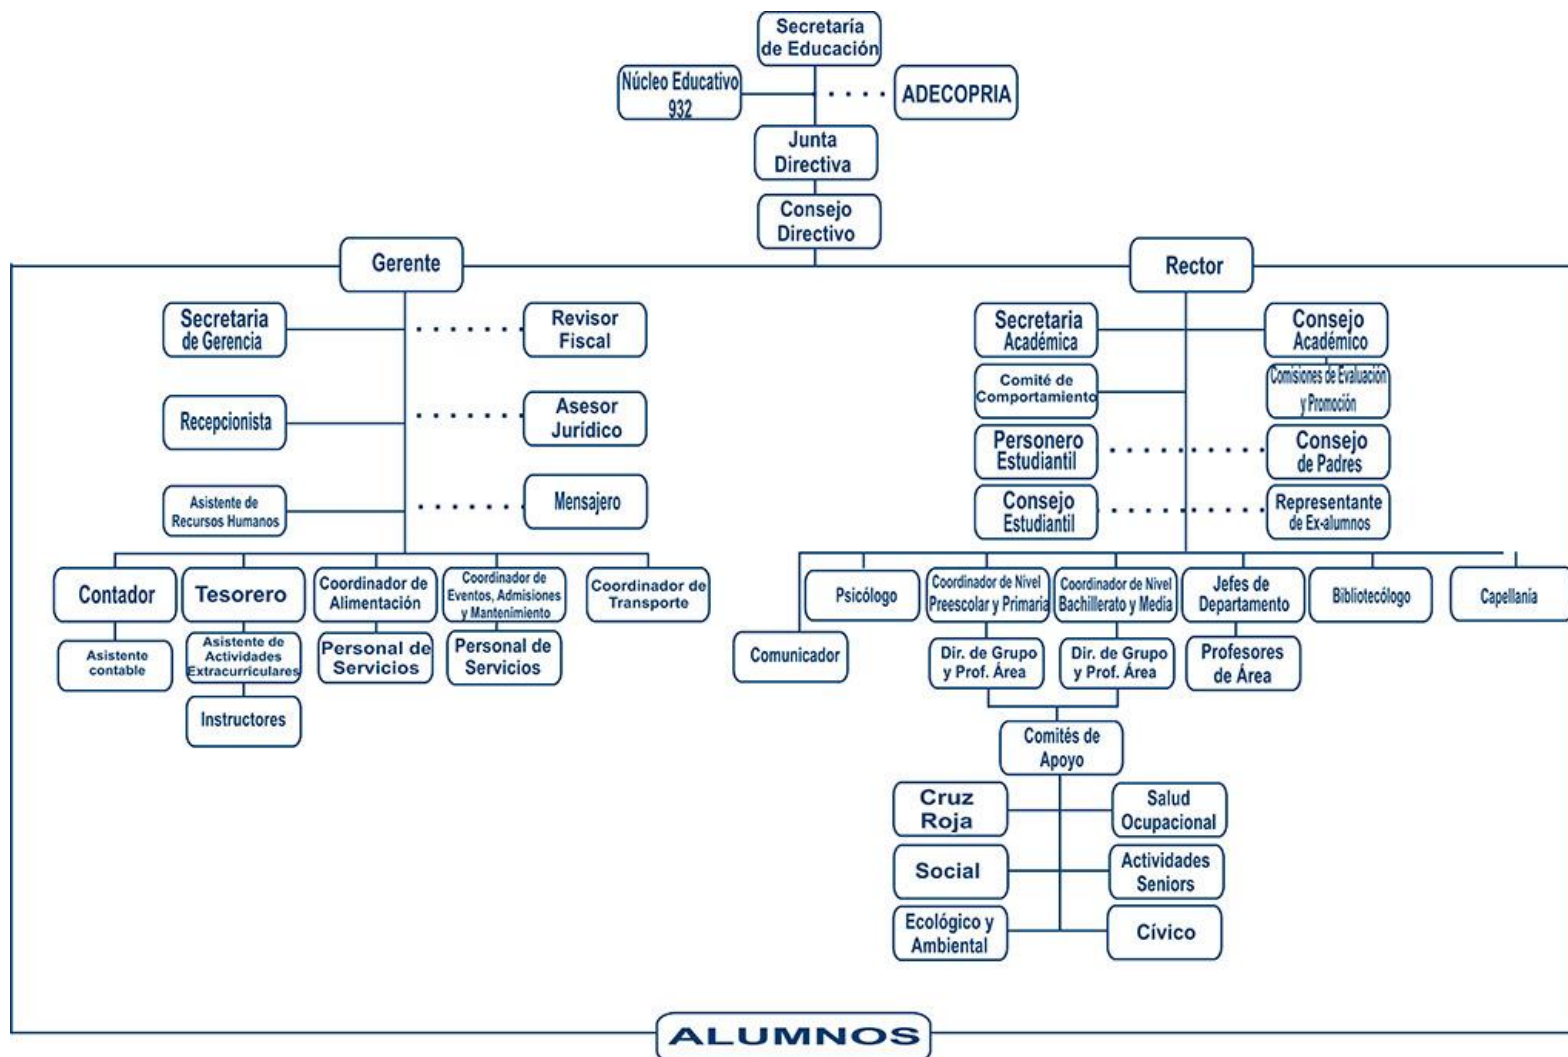 Secretaría
de Educación
Núcleo Educativo
932
ADECOPRIA
Junta
Directiva
Consejo
Directivo
Gerente
Rector
Secretaria
de Gerencia
Revisor
Fiscal
Recepcionista
Asesor
Jurídico
Asistente de
Recursos Humanos
Mensajero
Secretaria
Académica
Consejo
Académico
Comité de
Comportamiento
Comisiones de Evaluación
y Promoción
Personero
Estudiantil
Consejo
de Padres
Consejo
Estudiantil
Representante
de Ex-alumnos
Contador
Tesorero
Coordinador de
Alimentación
Coordinador de
Eventos, Admisiones
y Mantenimiento
Coordinador de
Transporte
Asistente
contable
Asistente de
Actividades
Extracurriculares
Personal de
Servicios
Personal de
Servicios
Instructores
Psicólogo
Coordinador de Nivel
Preescolar y Primaria
Coordinador de Nivel
Bachillerato y Media
Jefes de
Departamento
Bibliotecólogo
Capellanía
Comunicador
Dir. de Grupo
y Prof. Área
Dir. de Grupo
y Prof. Área
Profesores
de Área
Comités de
Apoyo
Cruz
Roja
Salud
Ocupacional
Social
Actividades
Seniors
Ecológico y
Ambiental
Cívico
ALUMNOS